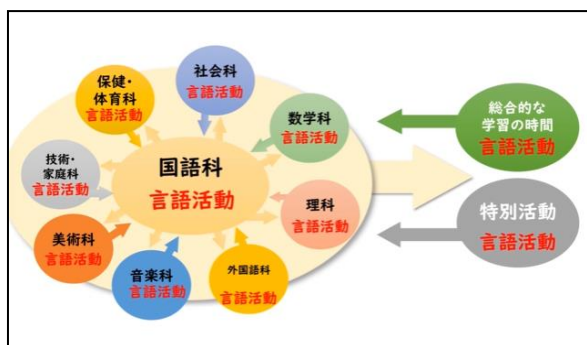 社会科
言語活動
保健・
体育科
言語活動
数学科
言語活動
総合的な
学習の時間
言語活動
技術・
家庭科
言語活動
国語科
言語活動
理科
言語活動
特別活動
言語活動
美術科
言語活動
音楽科
言語活動
外国語科
言語活動